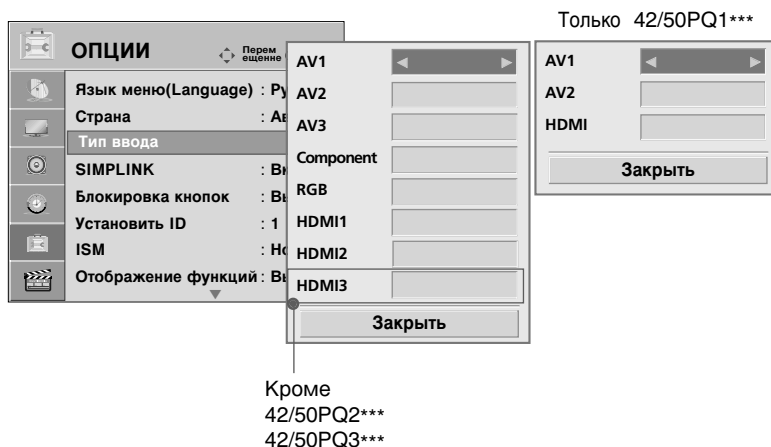 Только 42/50PQ1***
ОПЦИИ
Перем
ещенне
Язык меню(Language) : Ру
Страна : Ав
Тип ввода
SIMPLINK : Вк
Блокировка кнопок : Вы
Установить ID : 1
ISM : Но
Отображение функций : Вы
AV1
AV2
AV3
Component
RGB
HDMI1
HDMI2
HDMI3
Закрыть
AV1
AV2
HDMI
Закрыть
Кроме
42/50PQ2***
42/50PQ3***